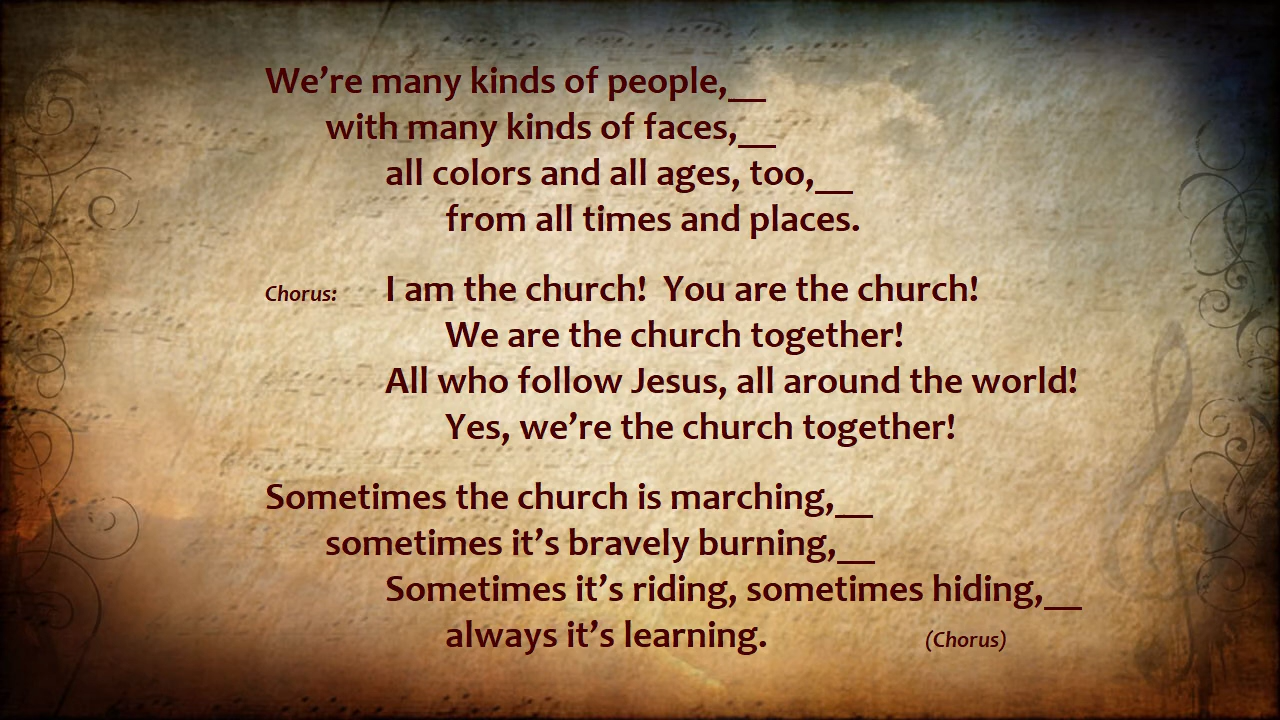 We’re many kinds of people,__
with many kinds of faces,__
all colors and all ages, too,__
from all times and places.
Chorus: I am the church! You are the church!
We are the church together!
All who follow Jesus, all around the world!
Yes, we’re the church together!
Sometimes the church is marching,__
sometimes it’s bravely burning,__
Sometimes it’s riding, sometimes hiding,__
always it’s learning. (Chorus)